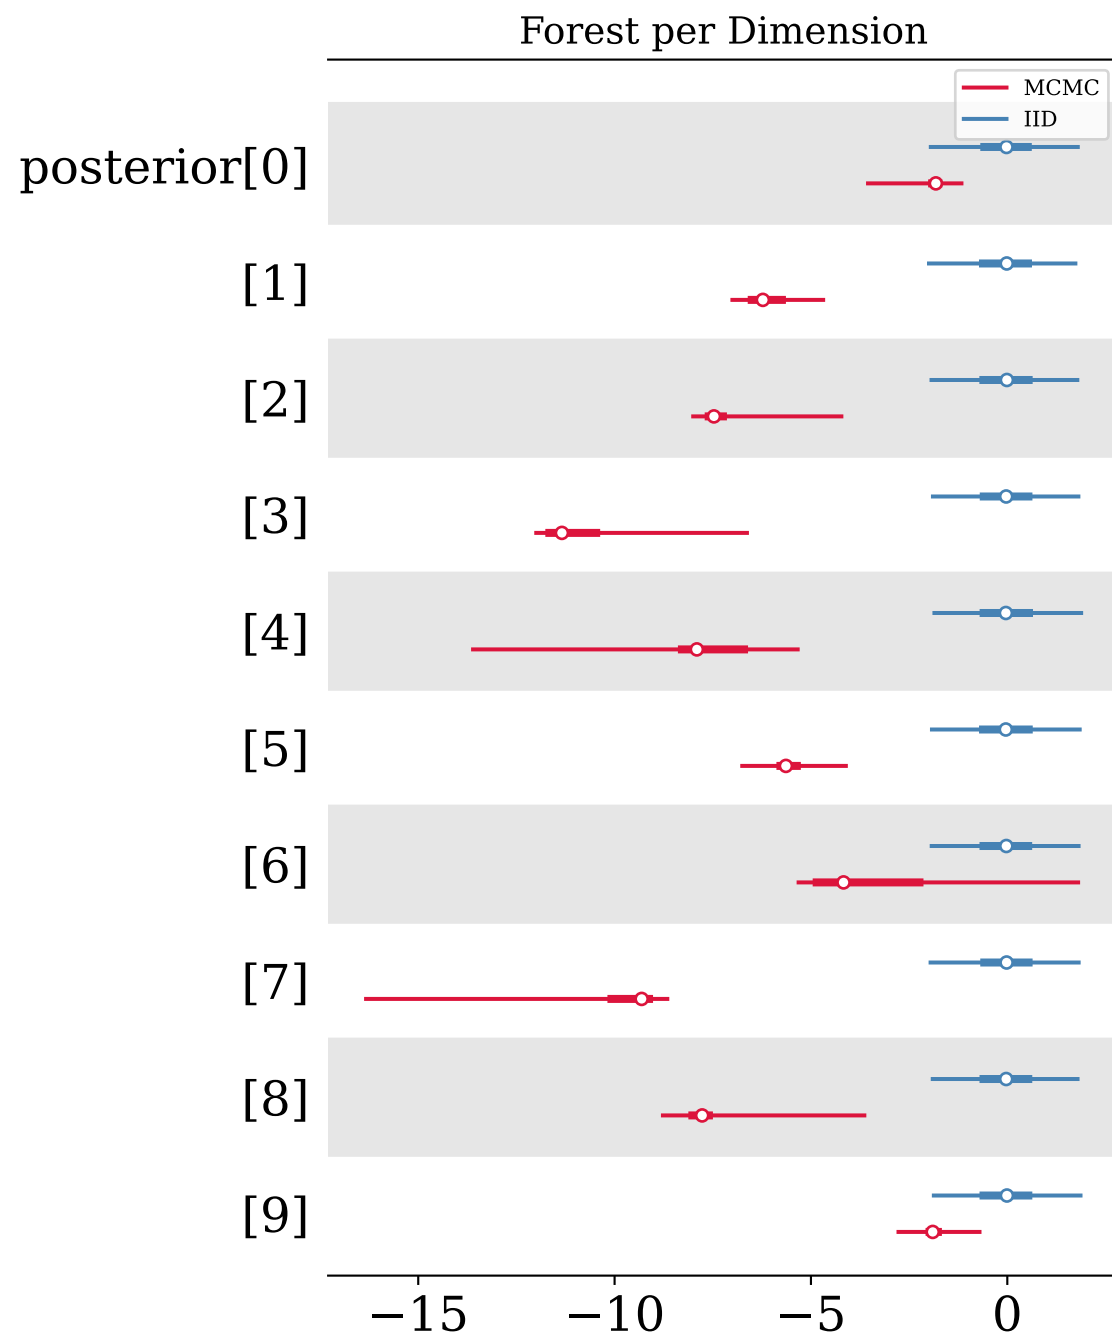 Forest per Dimension
MCMC
IID
posterior[0]
[1]
[2]
[3]
[4]
[5]
[6]
[7]
[8]
[9]
−15 −10 −5 0